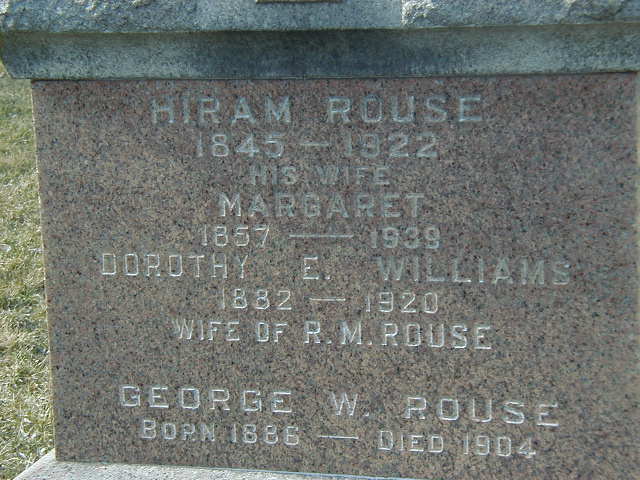 HIRAM ROUSE
1845 — 1922
HIS WIFE
MARGARET
1857 — 1939
DOROTHY E. WILLIAMS
1882 — 1920
WIFE OF R. M. ROUSE
GEORGE W. ROUSE
BORN 1886 — DIED 1904